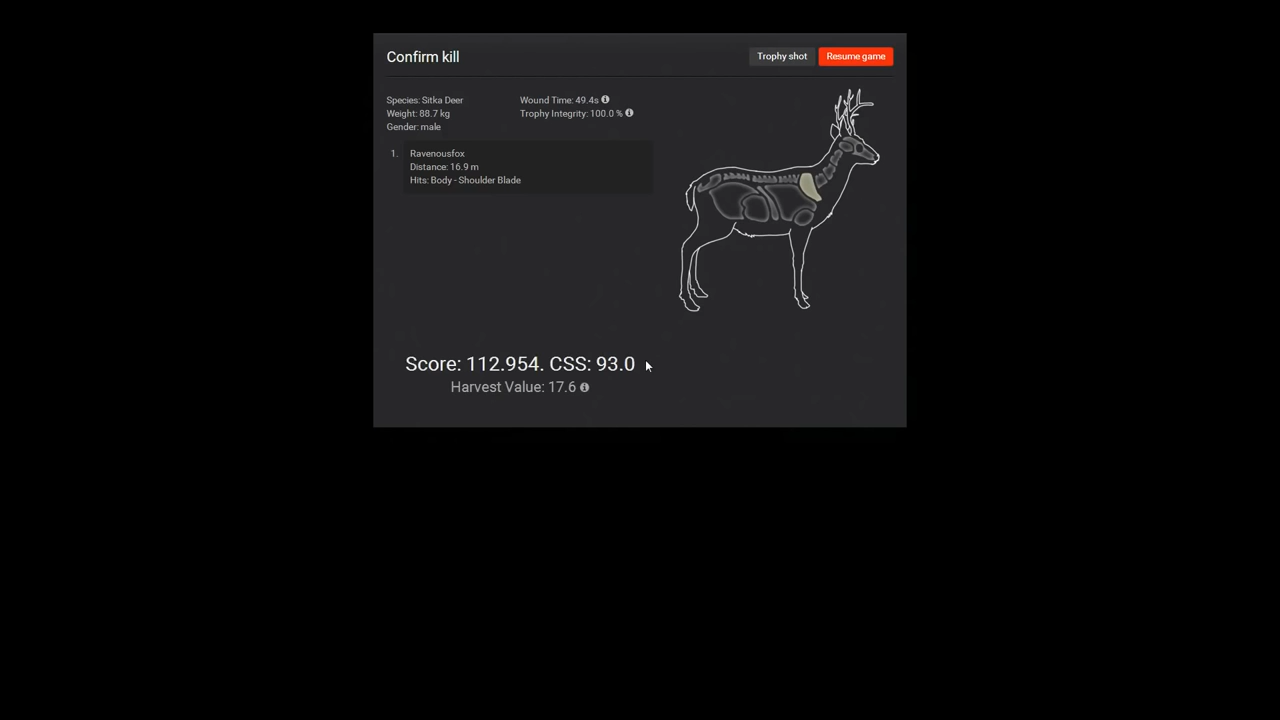 Confirm kill
Trophy shot
Resume game
Species: Sitka Deer
Weight: 88.7 kg
Gender: male
Wound Time: 49.4s
Trophy Integrity: 100.0 %
1. Ravenousfox
Distance: 16.9 m
Hits: Body - Shoulder Blade
Score: 112.954. CSS: 93.0
Harvest Value: 17.6